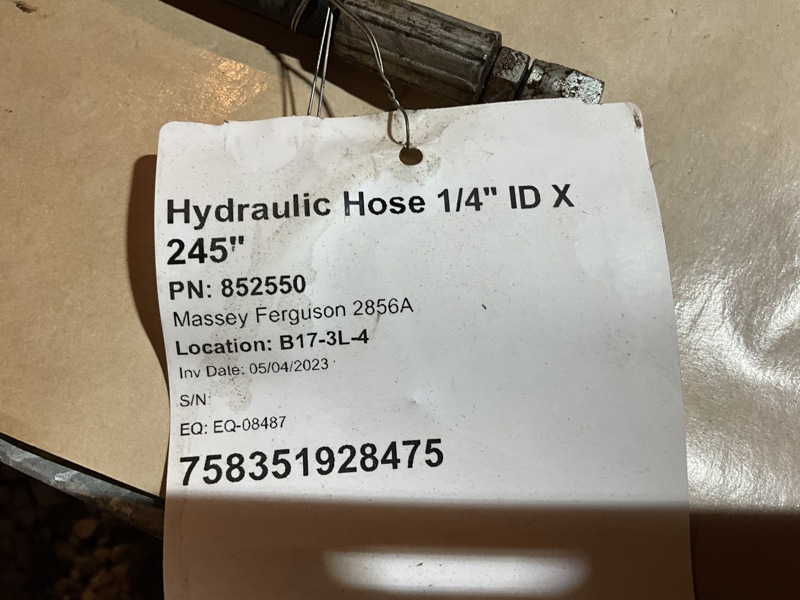 Hydraulic Hose 1/4" ID X
245"
PN: 852550
Massey Ferguson 2856A
Location: B17-3L-4
Inv Date: 05/04/2023
S/N:
EQ: EQ-08487
758351928475